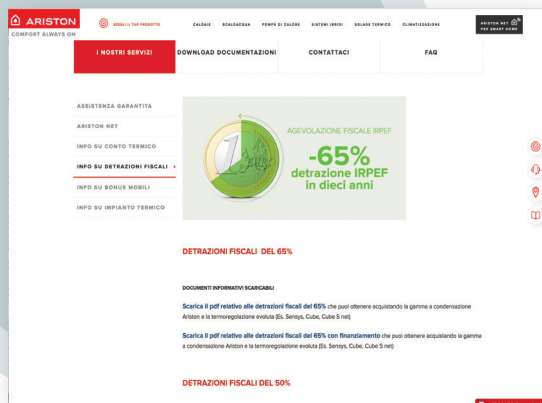 ARISTON
COMFORT ALWAYS ON
SCEGLI IL TUO PRODOTTO
CALDAIE SCALDACQUA POMPE DI CALORE SISTEMI IBRIDI SOLARE TERMICO CLIMATIZZAZIONE
ARISTON NET
PER SMART HOME
I NOSTRI SERVIZI DOWNLOAD DOCUMENTAZIONI CONTATTACI FAQ
ASSISTENZA GARANTITA
ARISTON NET
INFO SU CONTO TERMICO
INFO SU DETRAZIONI FISCALI
INFO SU BONUS MOBILI
INFO SU IMPIANTO TERMICO
1 EURO
AGEVOLAZIONE FISCALE IRPEF
-65%
detrazione IRPEF
in dieci anni
DETRAZIONI FISCALI DEL 65%
DOCUMENTI INFORMATIVI SCARICABILI
Scarica il pdf relativo alle detrazioni fiscali del 65% che puoi ottenere acquistando la gamma a condensazione
Ariston e la termoregolazione evoluta (Es. Sensys, Cube, Cube S net)
Scarica il pdf relativo alle detrazioni fiscali del 65% con finanziamento che puoi ottenere acquistando la gamma
a condensazione Ariston e la termoregolazione evoluta (Es. Sensys, Cube, Cube S net)
DETRAZIONI FISCALI DEL 50%